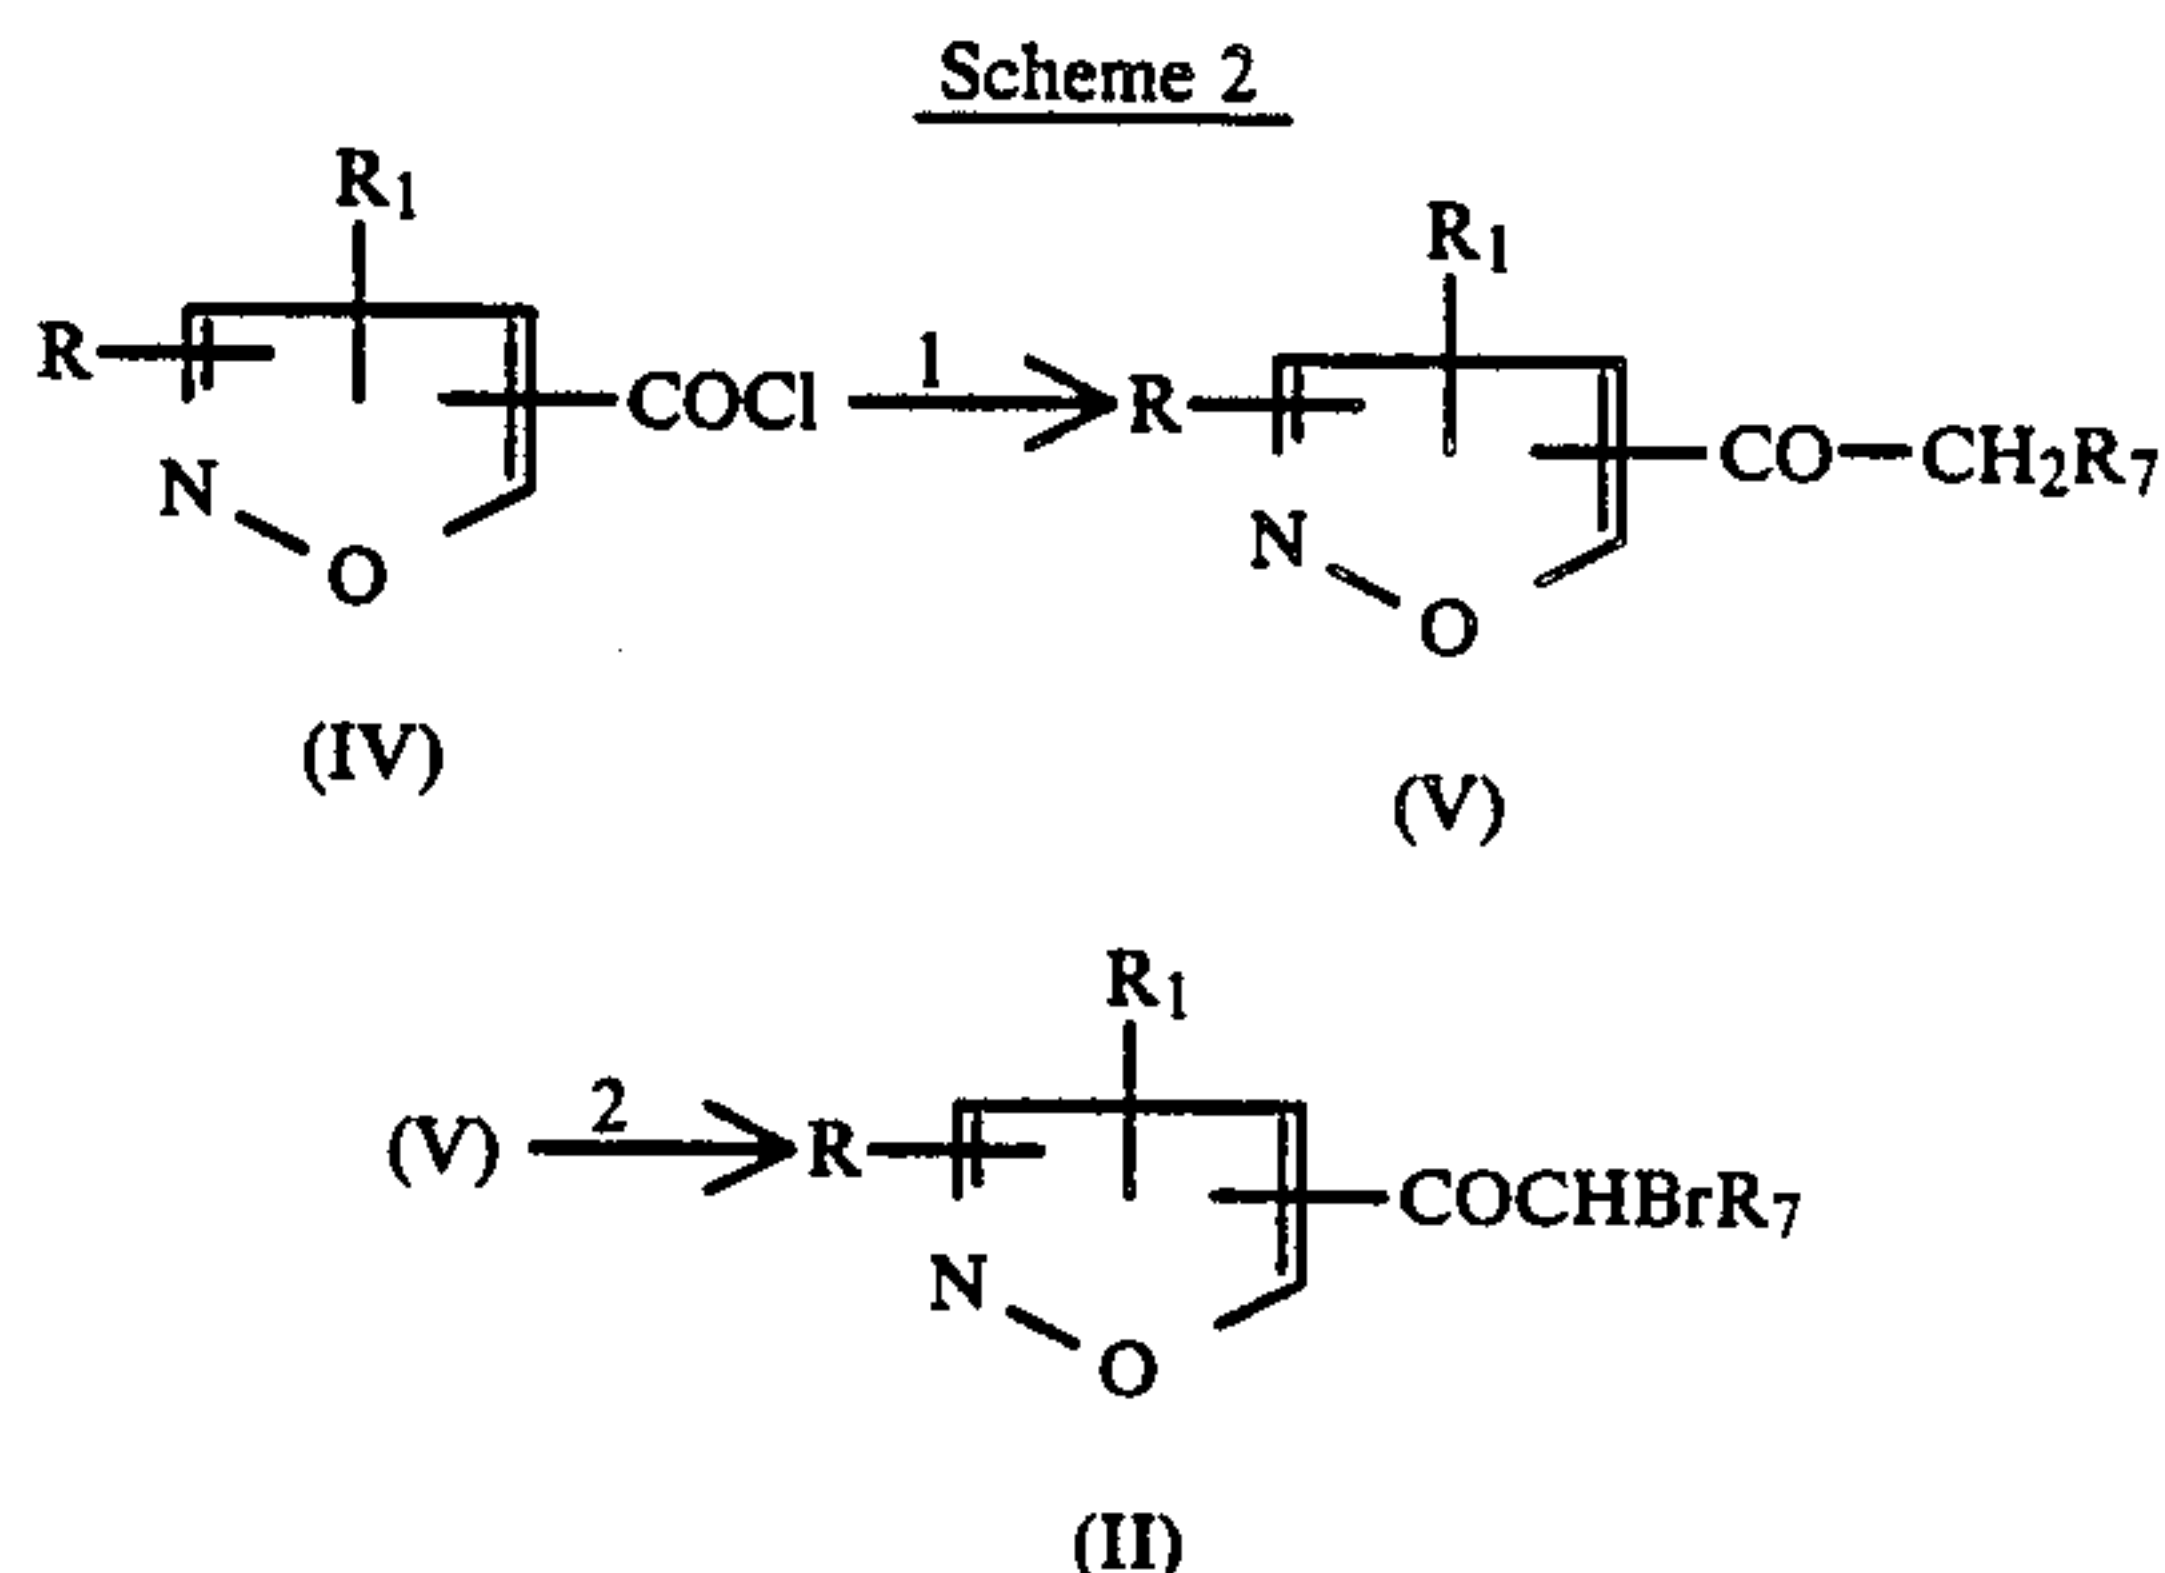 Scheme 2
R1
R1
R COCl 1 R CO—CH2R7
N
N
O
O
(IV)
(V)
R1
(V) 2 R COCHBrR7
N
O
(II)